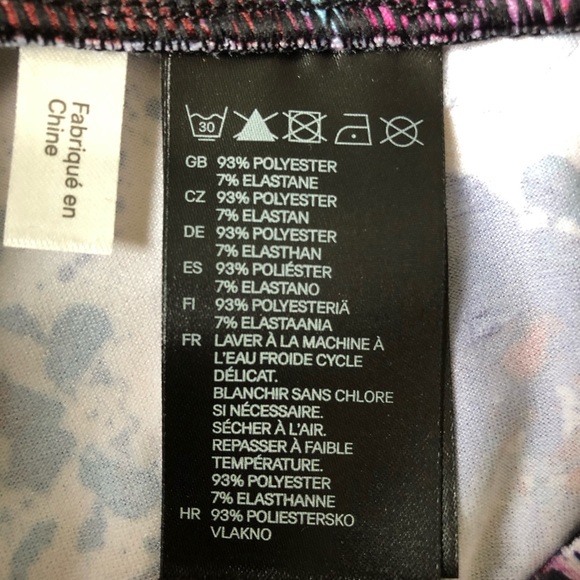 Fabriqué en
Chine
30
GB 93% POLYESTER
7% ELASTANE
CZ 93% POLYESTER
7% ELASTAN
DE 93% POLYESTER
7% ELASTHAN
ES 93% POLIÉSTER
7% ELASTANO
FI 93% POLYESTERIÄ
7% ELASTAANIA
FR LAVER À LA MACHINE À
L'EAU FROIDE CYCLE
DÉLICAT.
BLANCHIR SANS CHLORE
SI NÉCESSAIRE.
SÉCHER À L'AIR.
REPASSER À FAIBLE
TEMPÉRATURE.
93% POLYESTER
7% ELASTHANNE
HR 93% POLIESTERSKO
VLAKNO